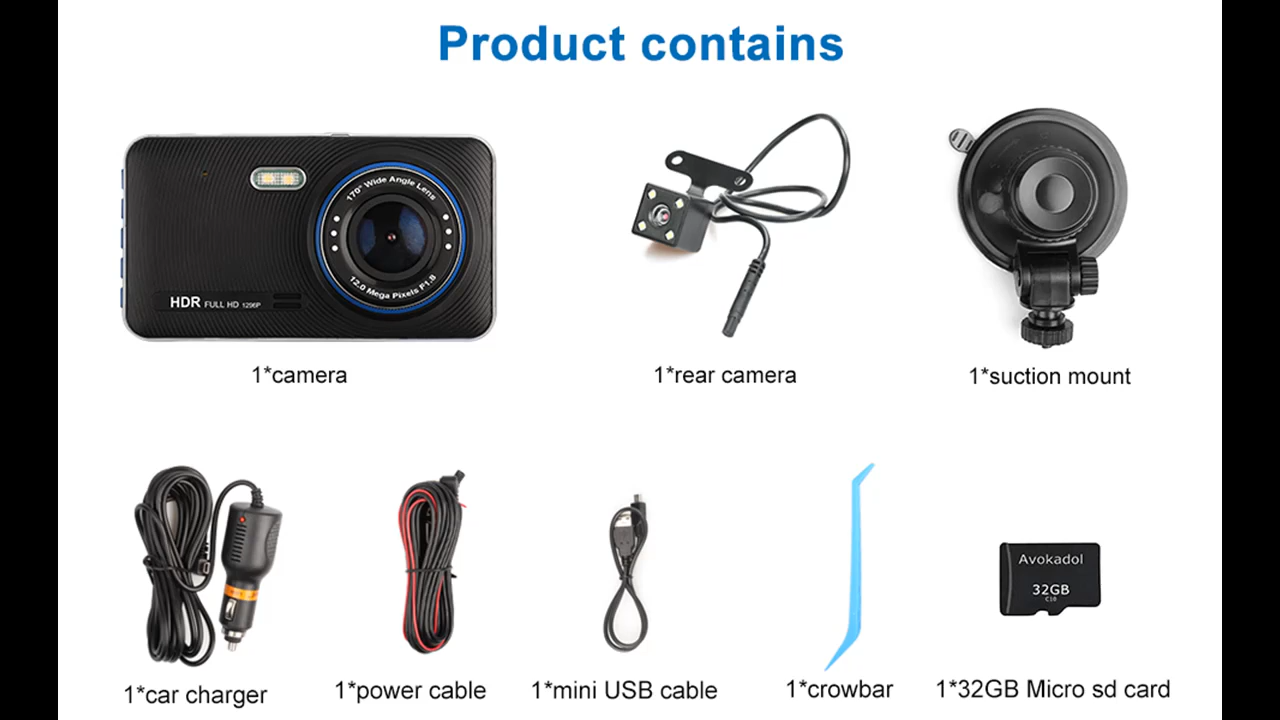 Product contains
170° Wide Angle Lens
12.0 Mega Pixels F1.8
HDR FULL HD 1296P
1*camera
1*rear camera
1*suction mount
Avokadol
32GB
C10
1*car charger
1*power cable
1*mini USB cable
1*crowbar
1*32GB Micro sd card